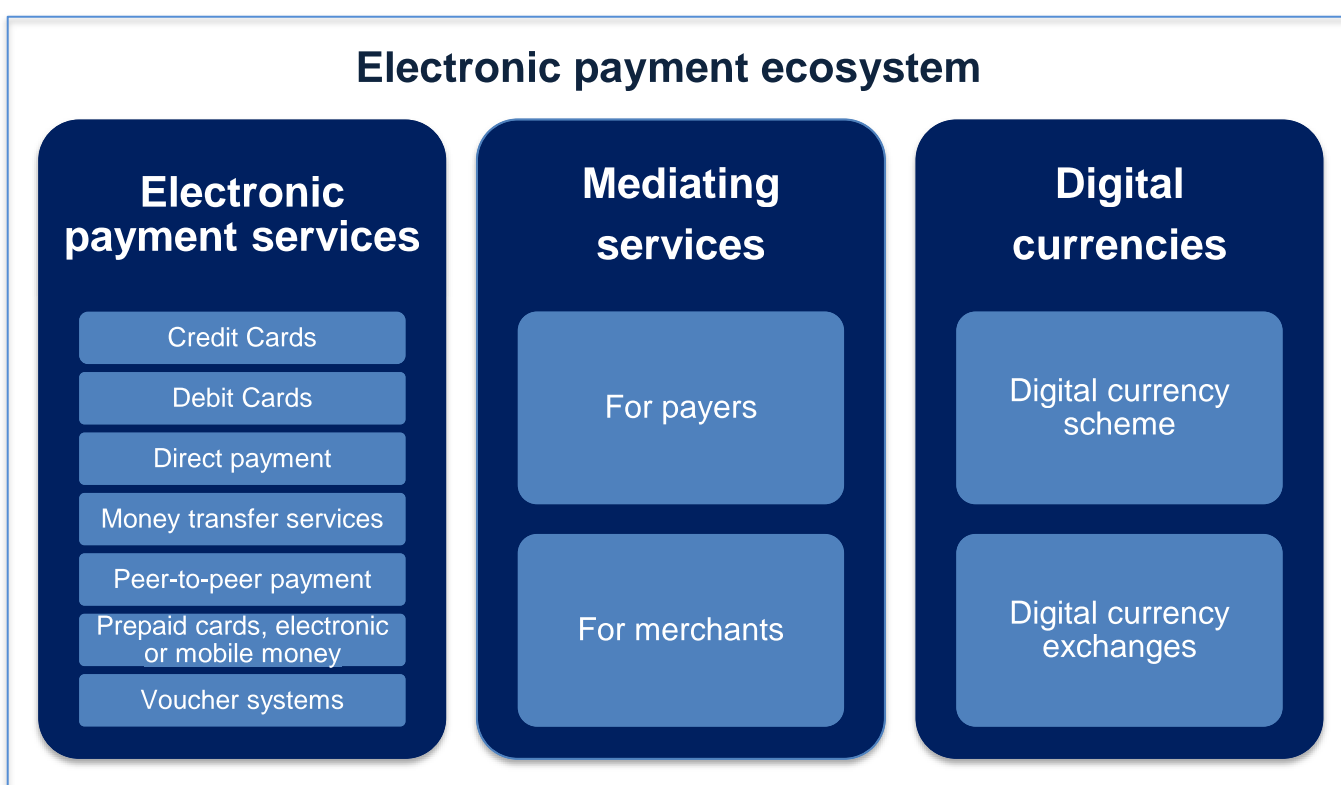 Electronic payment ecosystem
Electronic
payment services
Credit Cards
Debit Cards
Direct payment
Money transfer services
Peer-to-peer payment
Prepaid cards, electronic
or mobile money
Voucher systems
Mediating
services
For payers
For merchants
Digital
currencies
Digital currency
scheme
Digital currency
exchanges